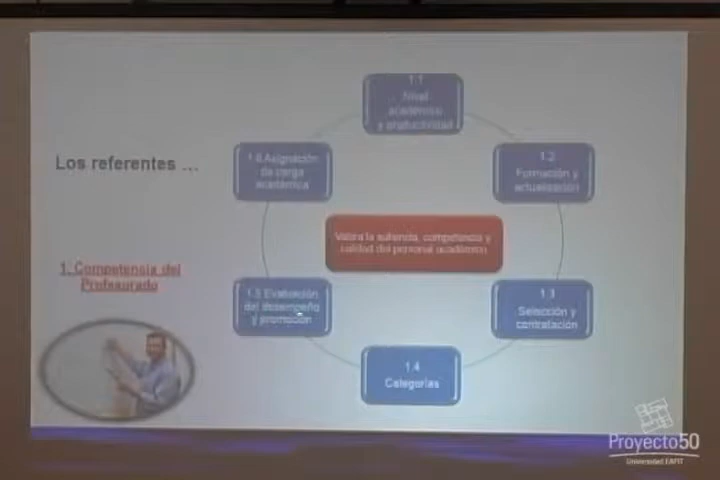 Los referentes ...
1. Competensia del
Profesorado
1.1
Nivel
académico
y productividad
1.2
Formación y
actualización
1.3
Selección y
contratación
1.4
Categorías
1.5 Evaluación
del desempeño
y promoción
1.6 Asignación
de carga
académica
Valora la suficiencia, competencia y
calidad del personal académico
Proyecto50
Universidad EAFIT